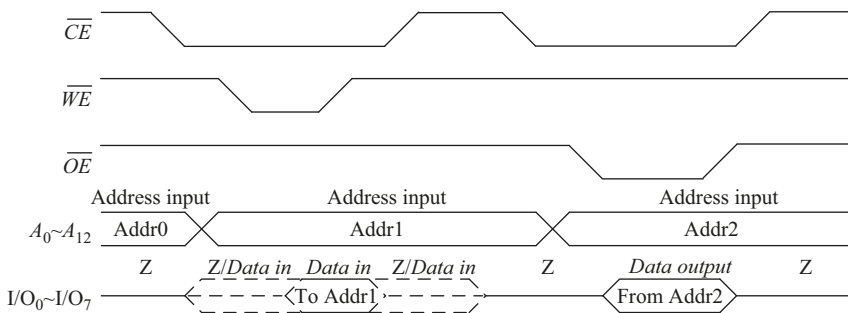 CE
WE
OE
Address input Address input Address input
A0~A12 Addr0 Addr1 Addr2
Z Z/Data in Data in Z/Data in Z Data output Z
I/O0~I/O7 To Addr1 From Addr2